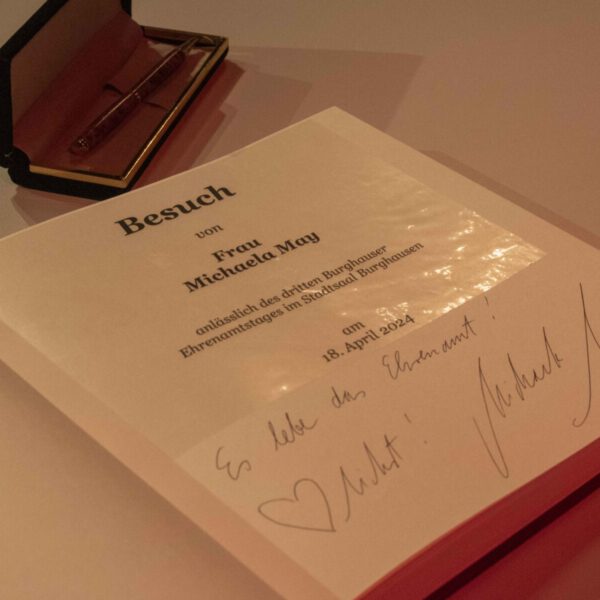 Besuch
von
Frau
Michaela May
anlässlich des dritten Burghauser
Ehrenamtstages im Stadtsaal Burghausen
am
18. April 2024
Es lebe das Ehrenamt!